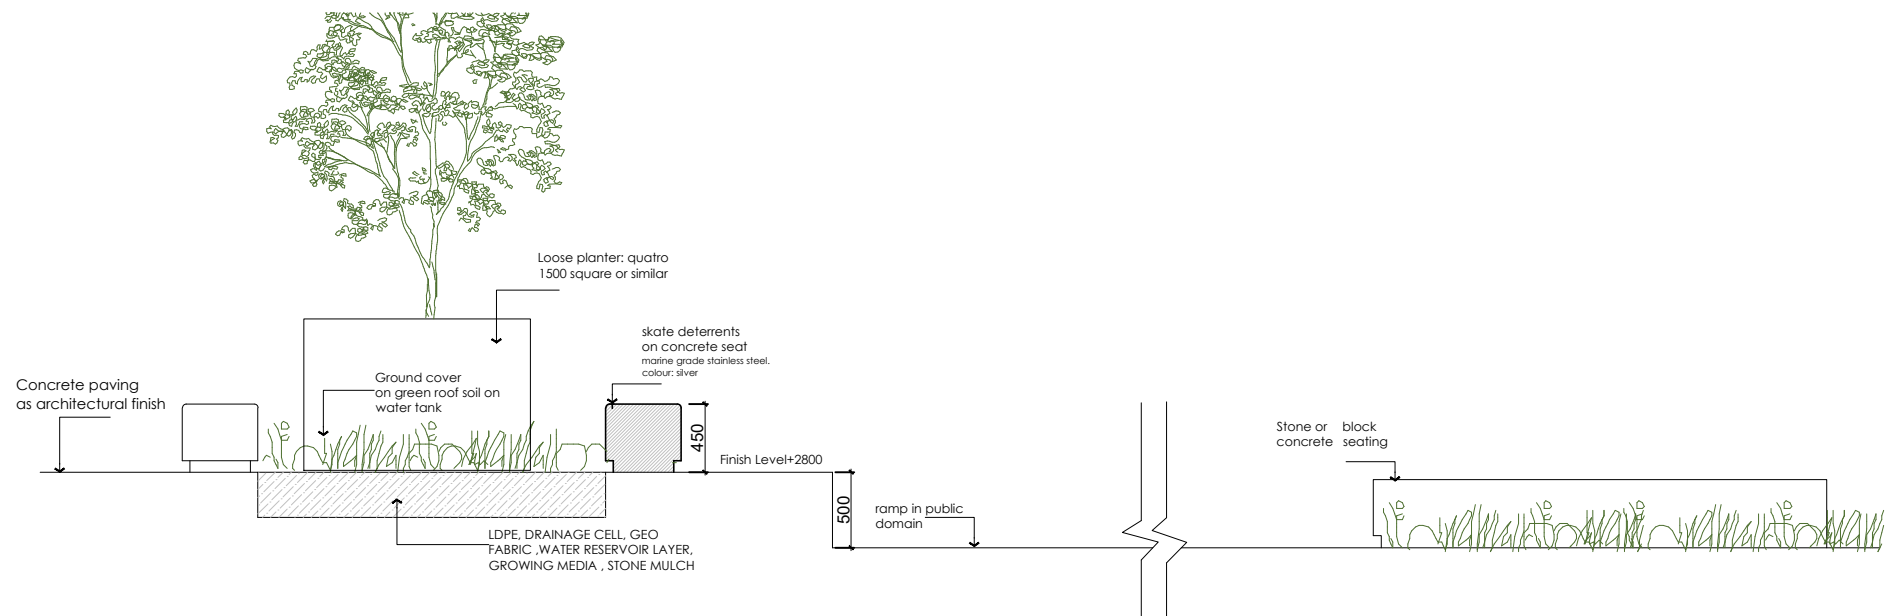 Loose planter: quatro
1500 square or similar
skate deterrents
on concrete seat
marine grade stainless steel.
colour: silver
Concrete paving
as architectural finish
Ground cover
on green roof soil on
water tank
450
Finish Level+2800
500
ramp in public
domain
Stone or block
concrete seating
LDPE, DRAINAGE CELL, GEO
FABRIC ,WATER RESERVOIR LAYER,
GROWING MEDIA , STONE MULCH